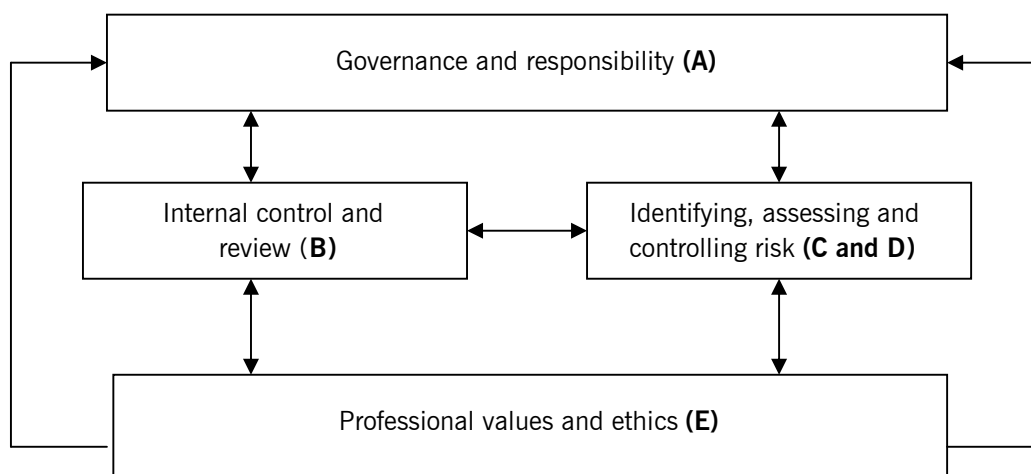 Governance and responsibility (A)
Internal control and
review (B)
Identifying, assessing and
controlling risk (C and D)
Professional values and ethics (E)